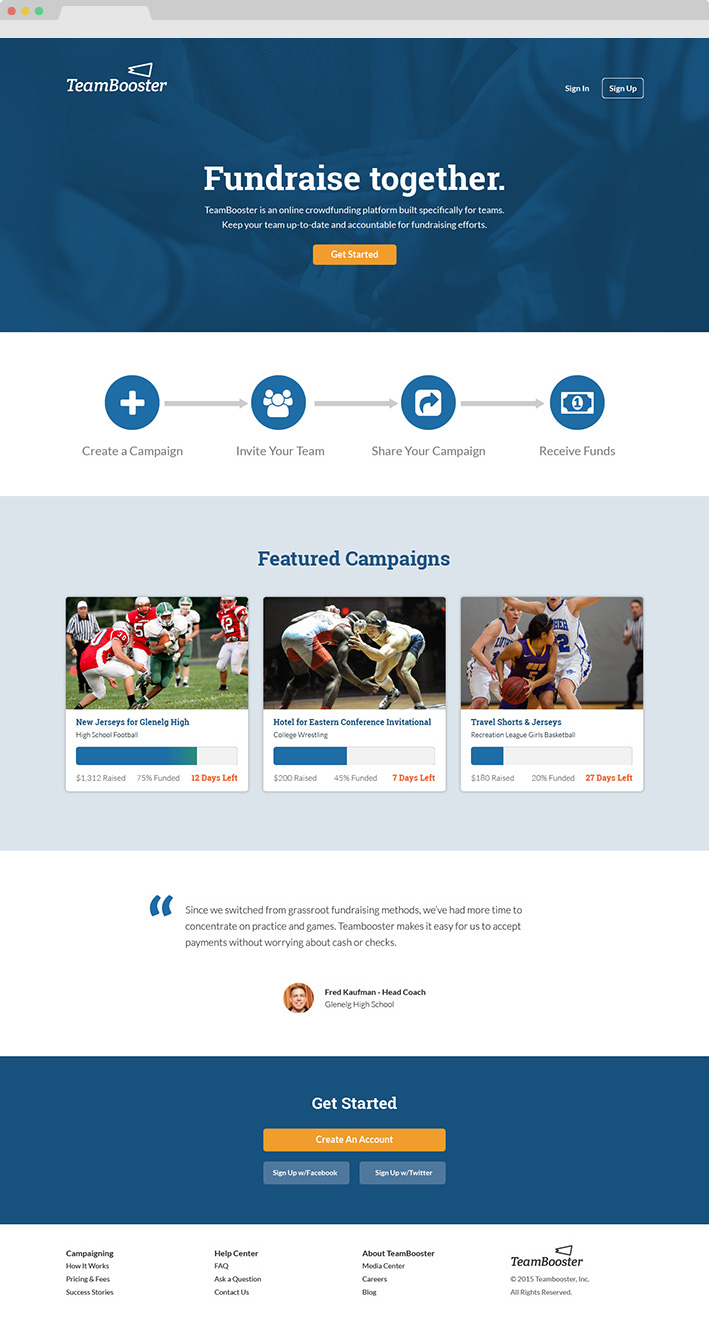 TeamBooster
Sign In
Sign Up
Fundraise together.
TeamBooster is an online crowdfunding platform built specifically for teams.
Keep your team up-to-date and accountable for fundraising efforts.
Get Started
1
Create a Campaign
Invite Your Team
Share Your Campaign
Receive Funds
Featured Campaigns
New Jerseys for Glenelg High
High School Football
$1,312 Raised
75% Funded
12 Days Left
Hotel for Eastern Conference Invitational
College Wrestling
$200 Raised
45% Funded
7 Days Left
Travel Shorts & Jerseys
Recreation League Girls Basketball
$180 Raised
20% Funded
27 Days Left
“
Since we switched from grassroot fundraising methods, we’ve had more time to
concentrate on practice and games. Teambooster makes it easy for us to accept
payments without worrying about cash or checks.
Fred Kaufman - Head Coach
Glenelg High School
Get Started
Create An Account
Sign Up w/Facebook
Sign Up w/Twitter
Campaigning
How It Works
Pricing & Fees
Success Stories
Help Center
FAQ
Ask a Question
Contact Us
About TeamBooster
Media Center
Careers
Blog
TeamBooster
© 2015 Teambooster, Inc.
All Rights Reserved.